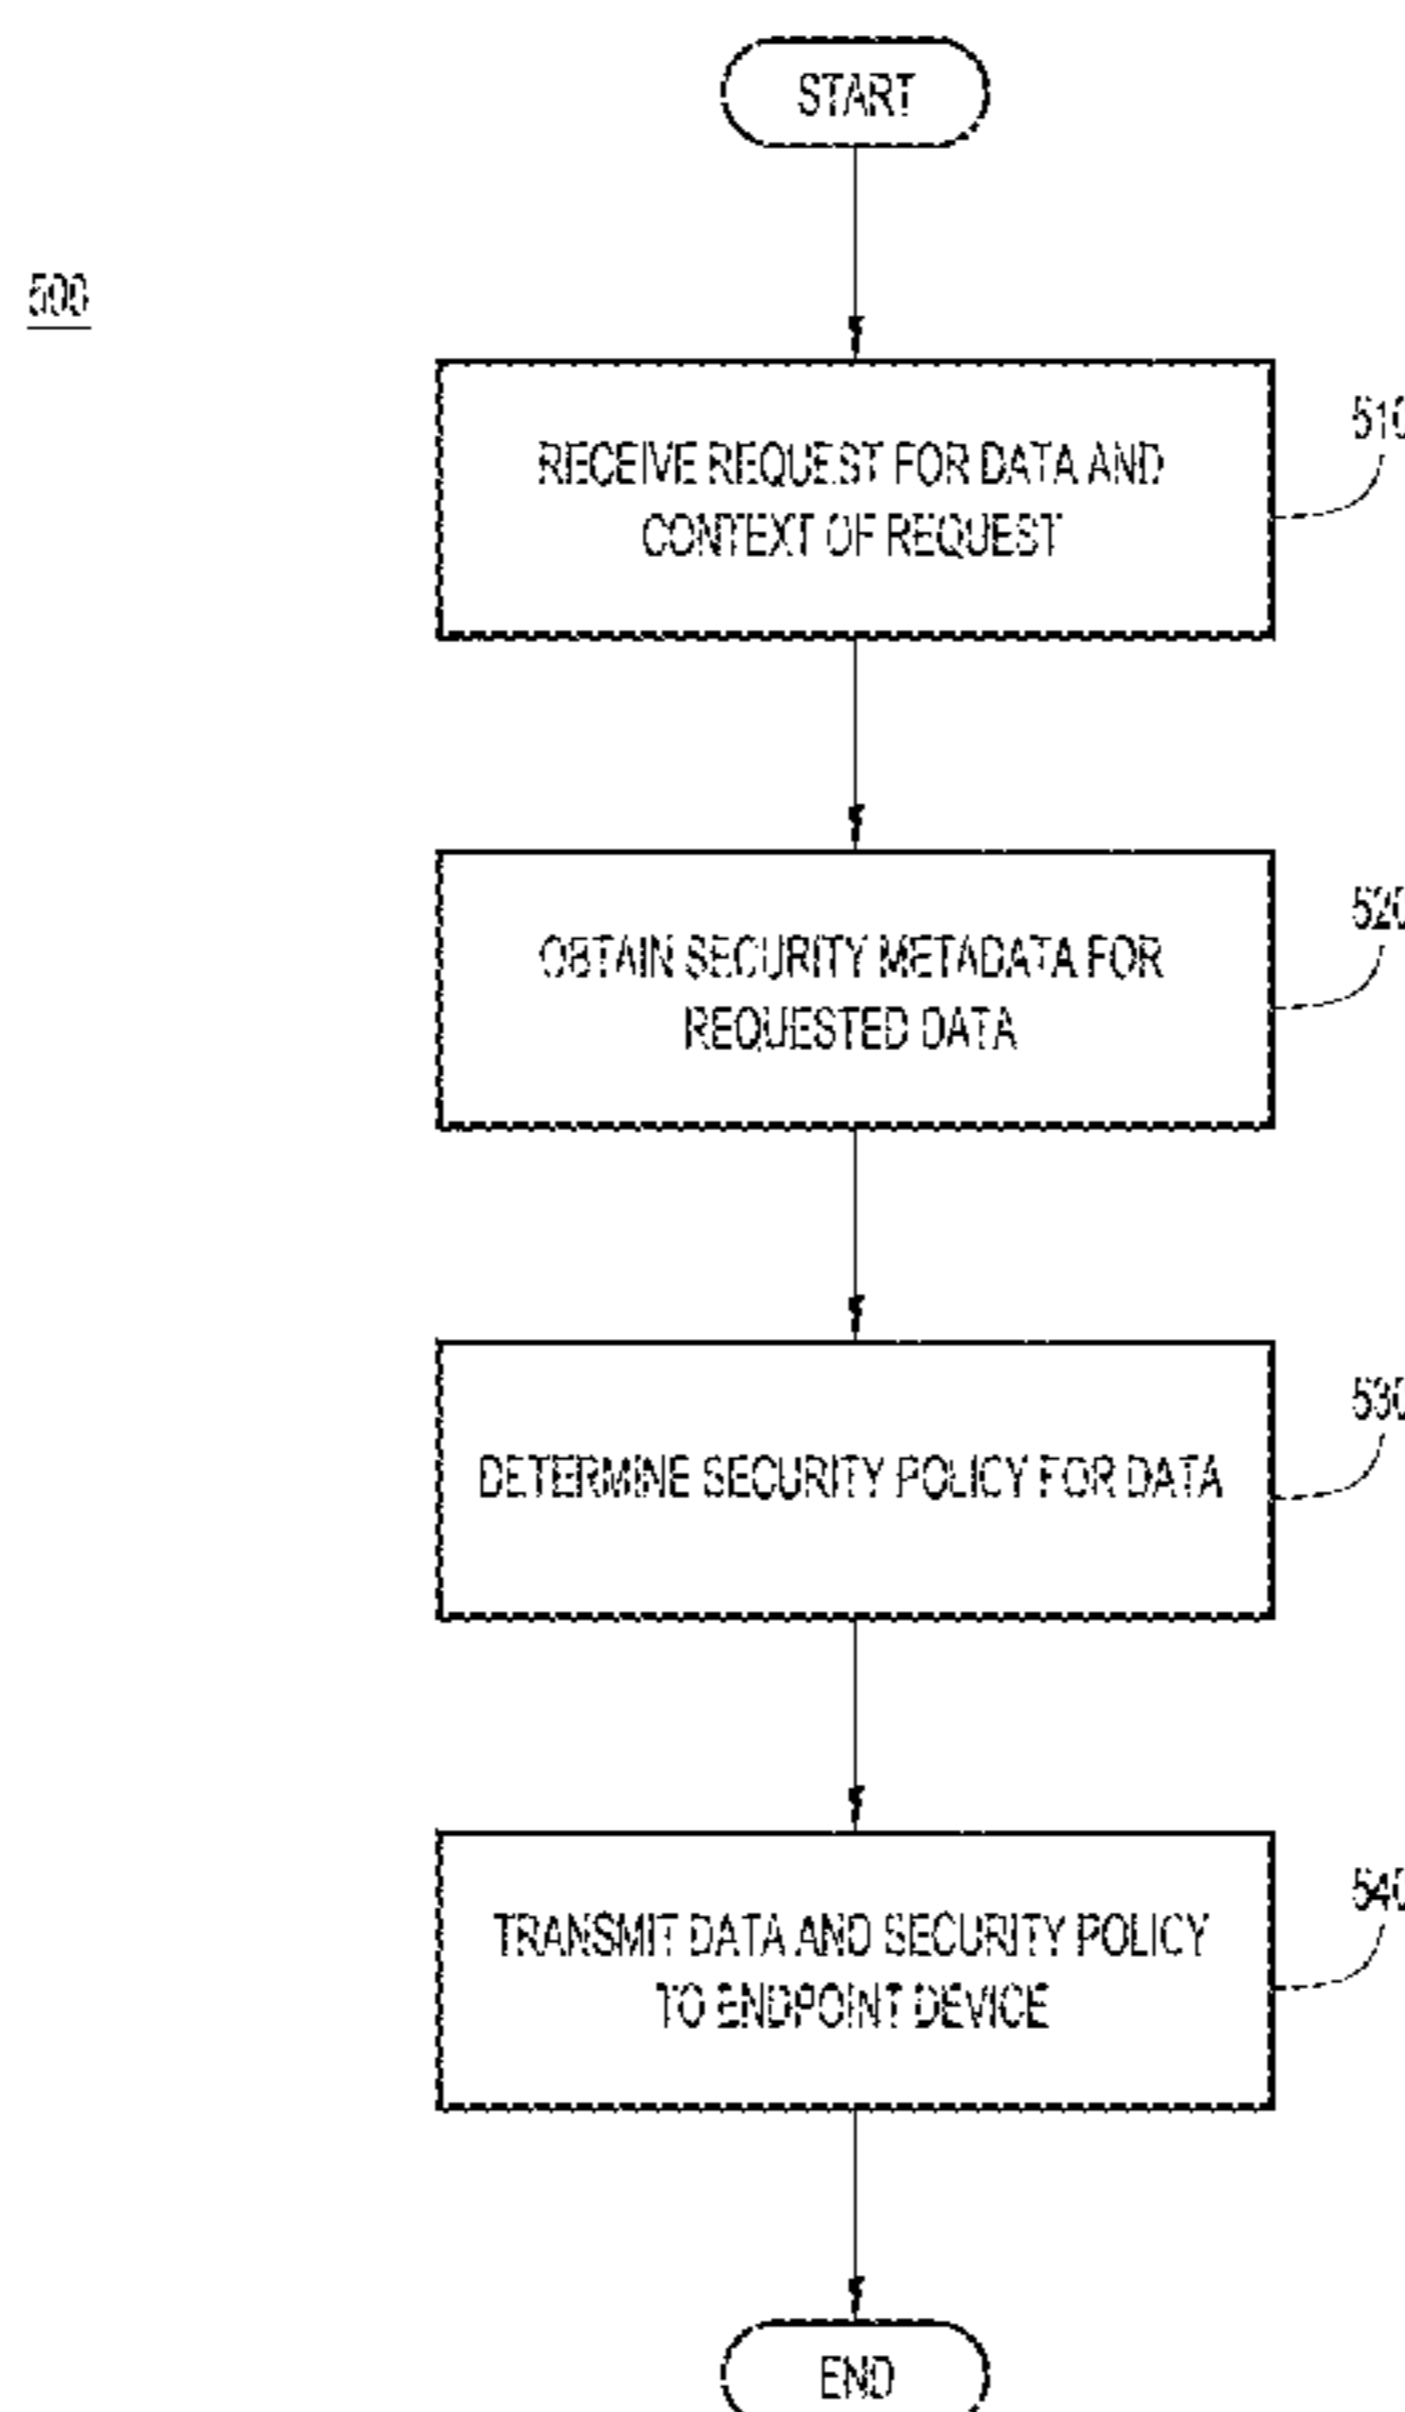 START
500
RECEIVE REQUEST FOR DATA AND
CONTEXT OF REQUEST
510
OBTAIN SECURITY METADATA FOR
REQUESTED DATA
520
DETERMINE SECURITY POLICY FOR DATA
530
TRANSMIT DATA AND SECURITY POLICY
TO ENDPOINT DEVICE
540
END